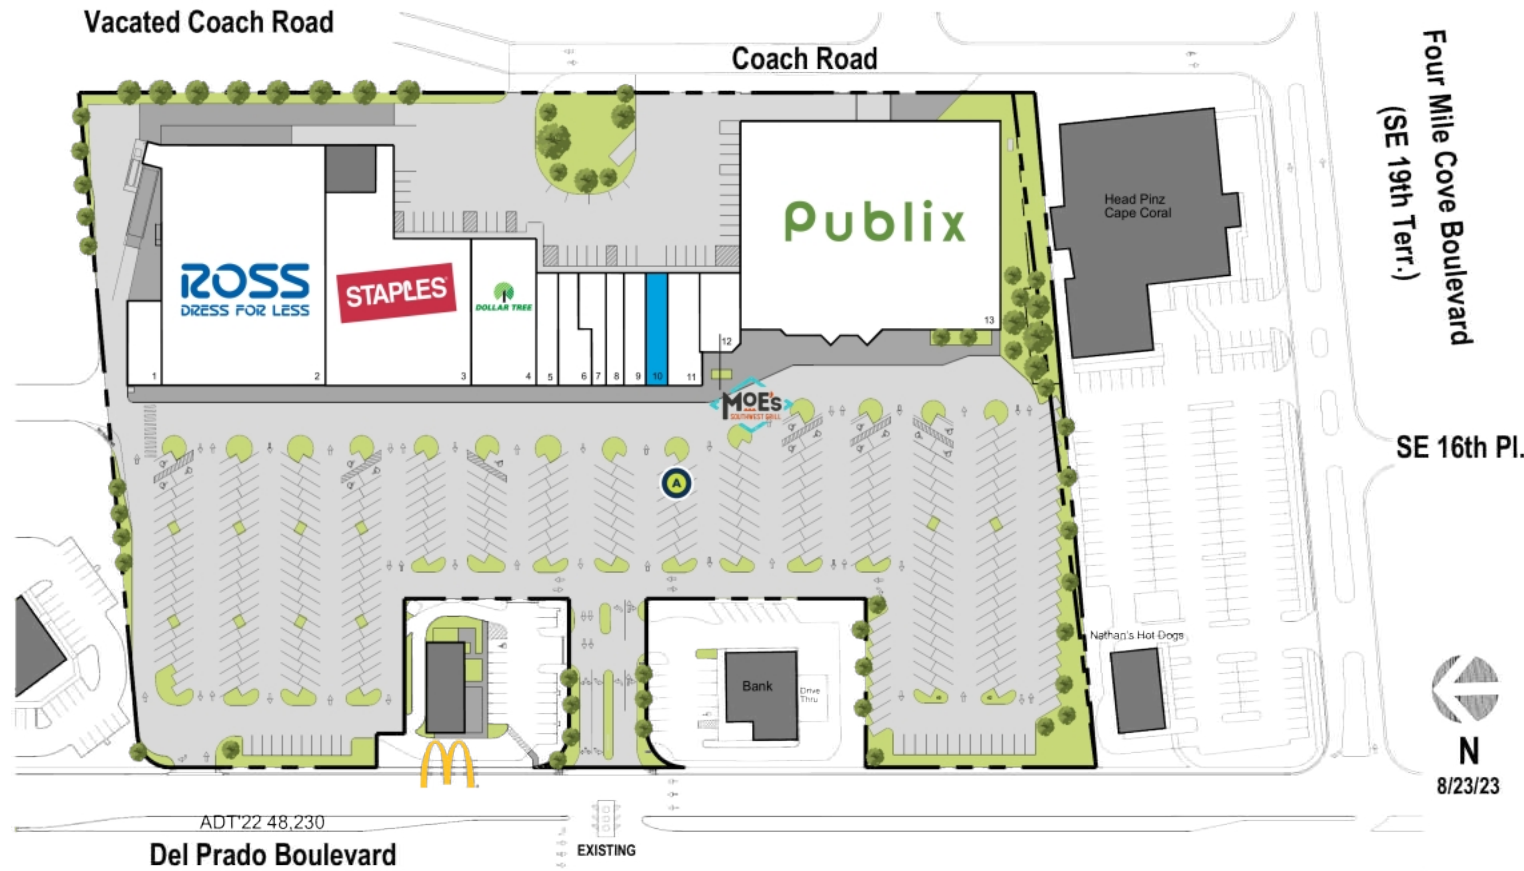 Vacated Coach Road
Coach Road
Four Mile Cove Boulevard
(SE 19th Terr.)
Head Pinz
Cape Coral
Publix
ROSS
DRESS FOR LESS
STAPLES
DOLLAR TREE
13
12
1
2
3
4
5
6
7
8
9
10
11
MOE'S
SOUTHWEST GRILL
SE 16th Pl.
A
Nathan's Hot Dogs
Bank
Drive
Thru
N
8/23/23
ADT'22 48,230
Del Prado Boulevard
EXISTING